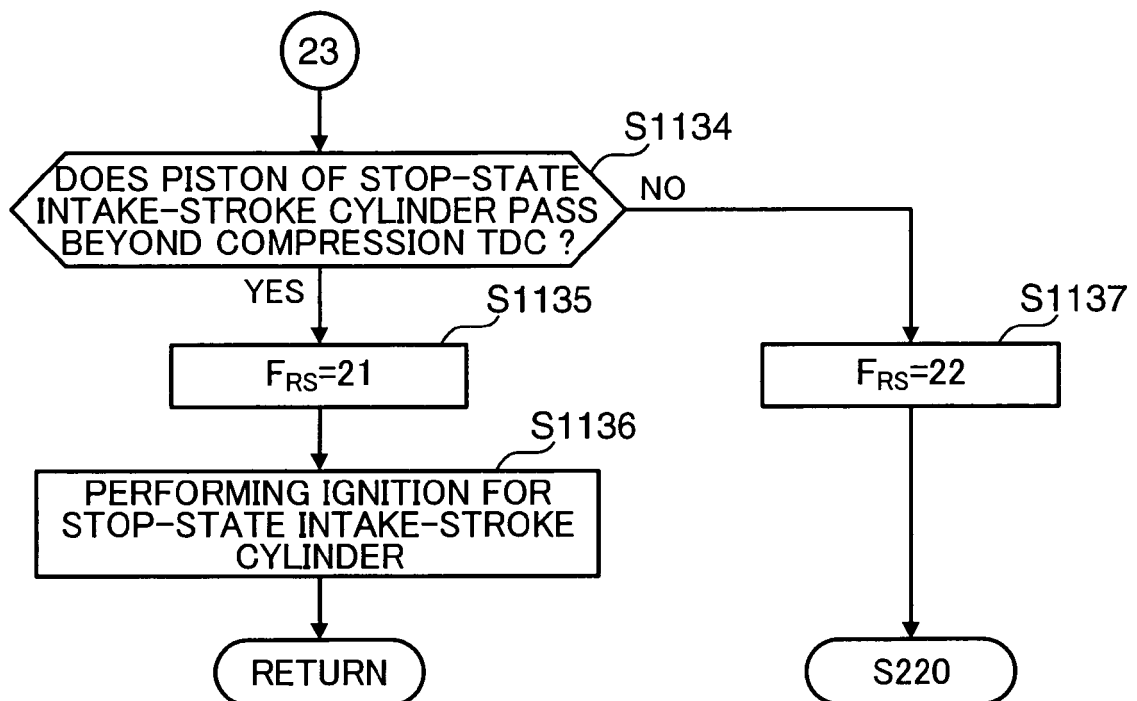 23
S1134
DOES PISTON OF STOP-STATE
INTAKE-STROKE CYLINDER PASS
BEYOND COMPRESSION TDC ?
NO
YES
S1135
S1137
FRS=21
FRS=22
S1136
PERFORMING IGNITION FOR
STOP-STATE INTAKE-STROKE
CYLINDER
RETURN
S220